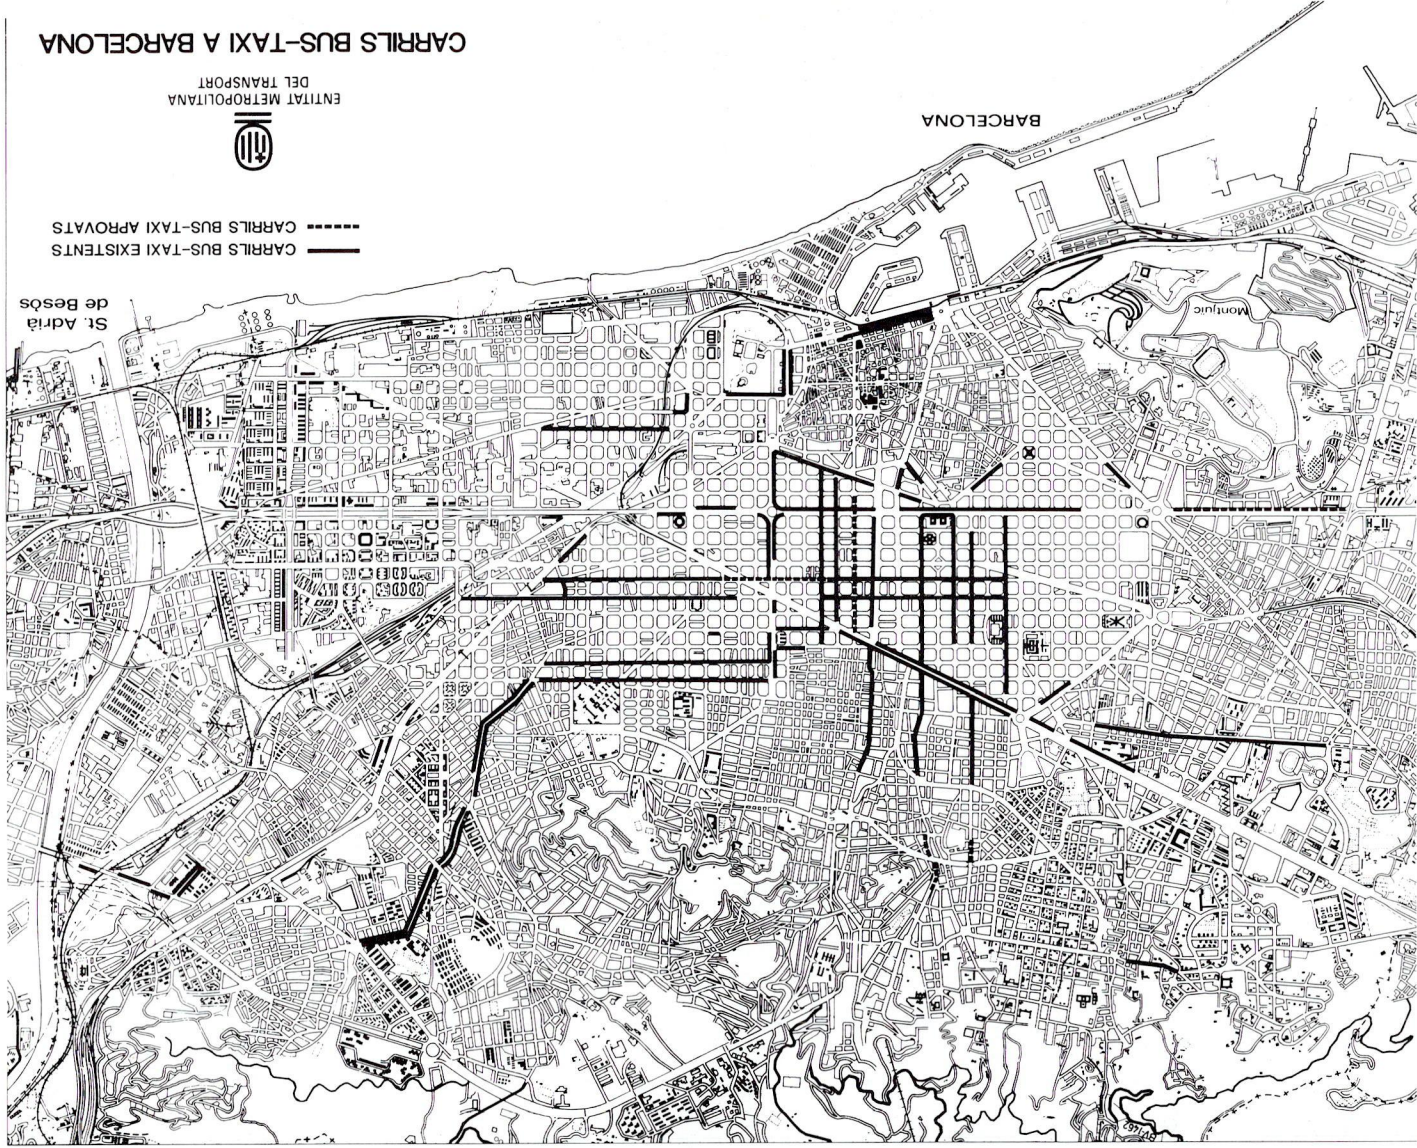 CARRILS BUS-TAXI A BARCELONA
ENTITAT METROPOLITANA
DEL TRANSPORT
BARCELONA
CARRILS BUS-TAXI EXISTENTS
CARRILS BUS-TAXI APROVATS
St. Adrià
de Besòs
Montjuïc